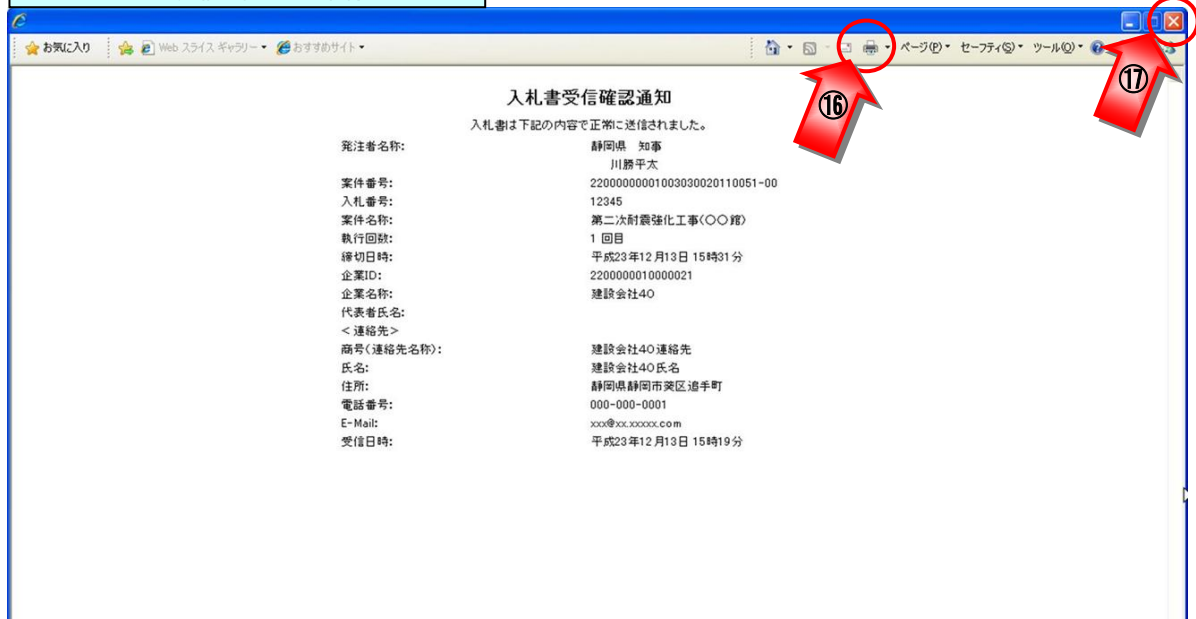 お気に入り Web スライス ギャラリー おすすめサイト ページ(P) セーフティ(S) ツール(O)
⑯ ⑰
入札書受信確認通知
入札書は下記の内容で正常に送信されました。
発注者名称: 静岡県 知事
川勝平太
案件番号: 22000000001003030020110051-00
入札番号: 12345
案件名称: 第二次耐震強化工事(〇〇館)
執行回数: 1 回目
締切日時: 平成23年12月13日 15時31分
企業ID: 2200000010000021
企業名称: 建設会社40
代表者氏名:
<連絡先>
商号(連絡先名称): 建設会社40連絡先
氏名: 建設会社40氏名
住所: 静岡県静岡市葵区追手町
電話番号: 000-000-0001
E-Mail: xxx@xx.xxxxx.com
受信日時: 平成23年12月13日 15時19分